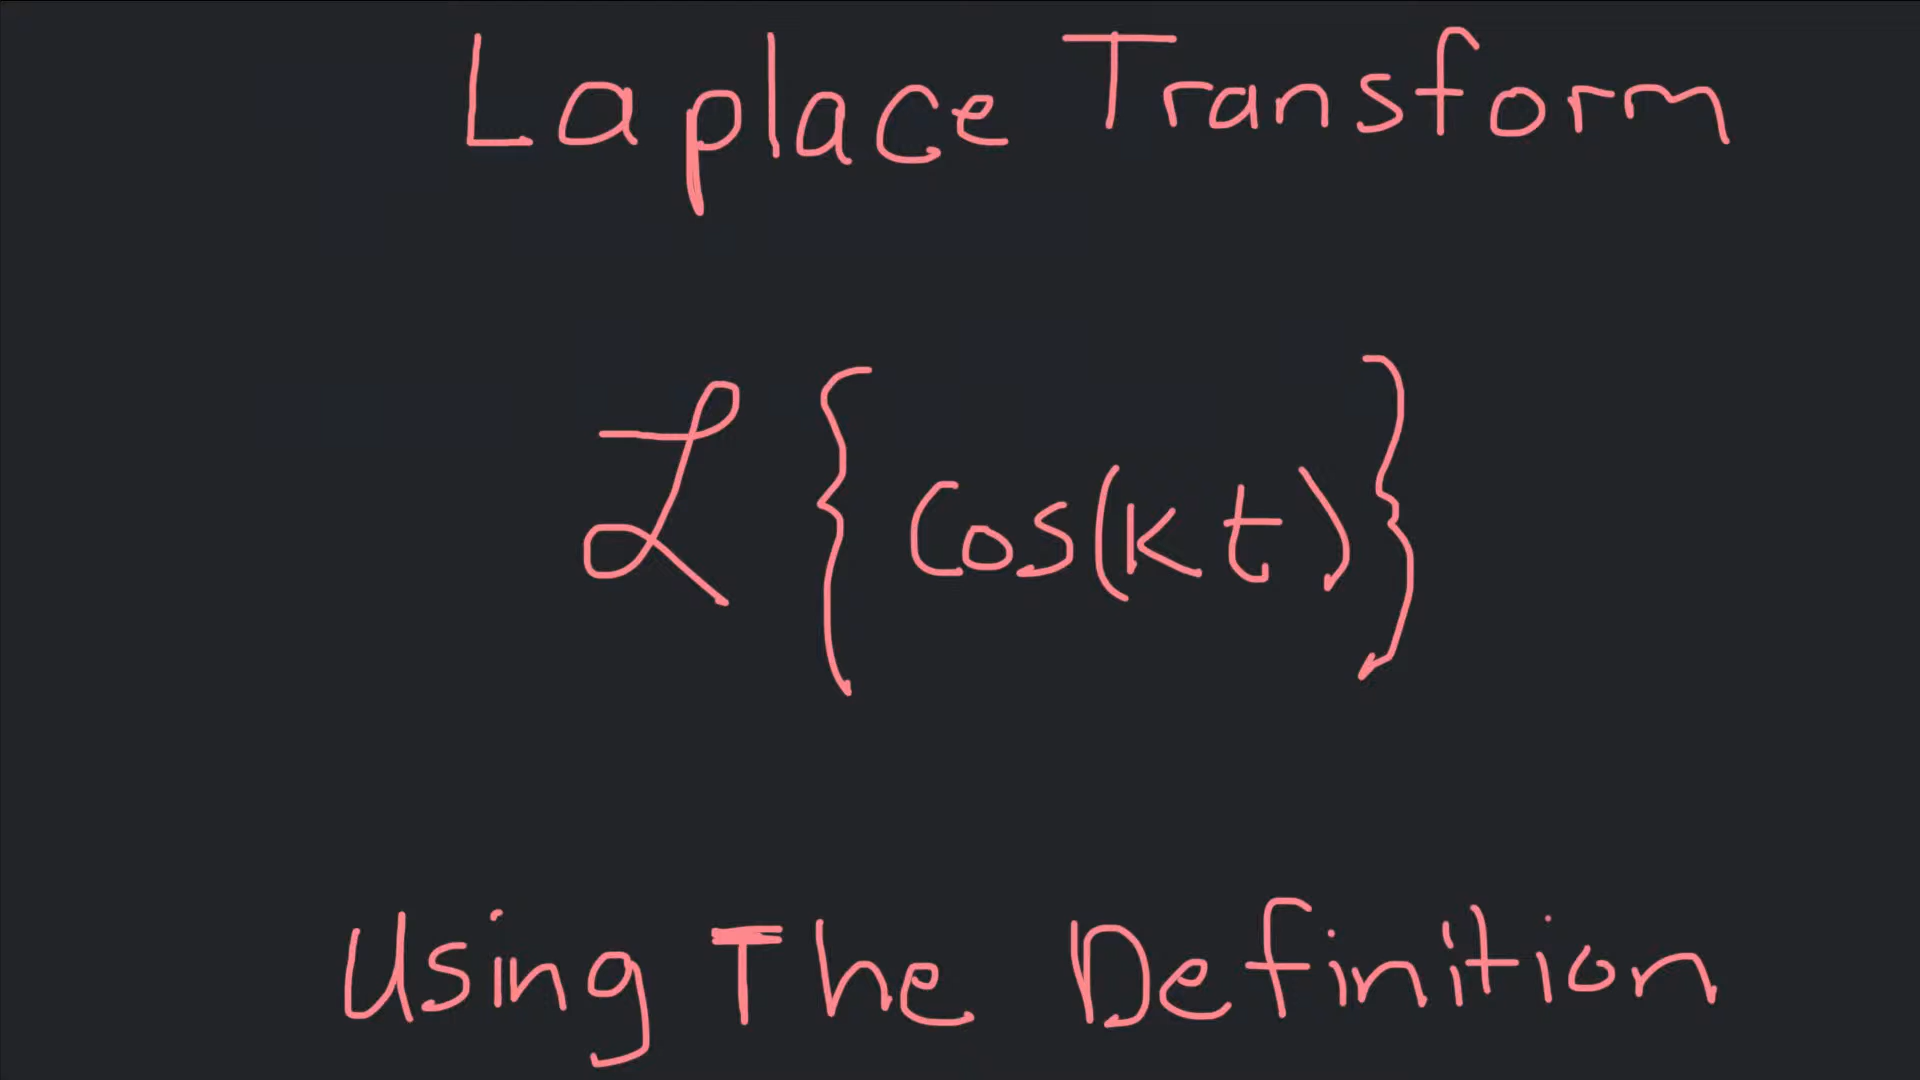 Laplace Transform
ℒ{cos(kt)}
Using The Definition